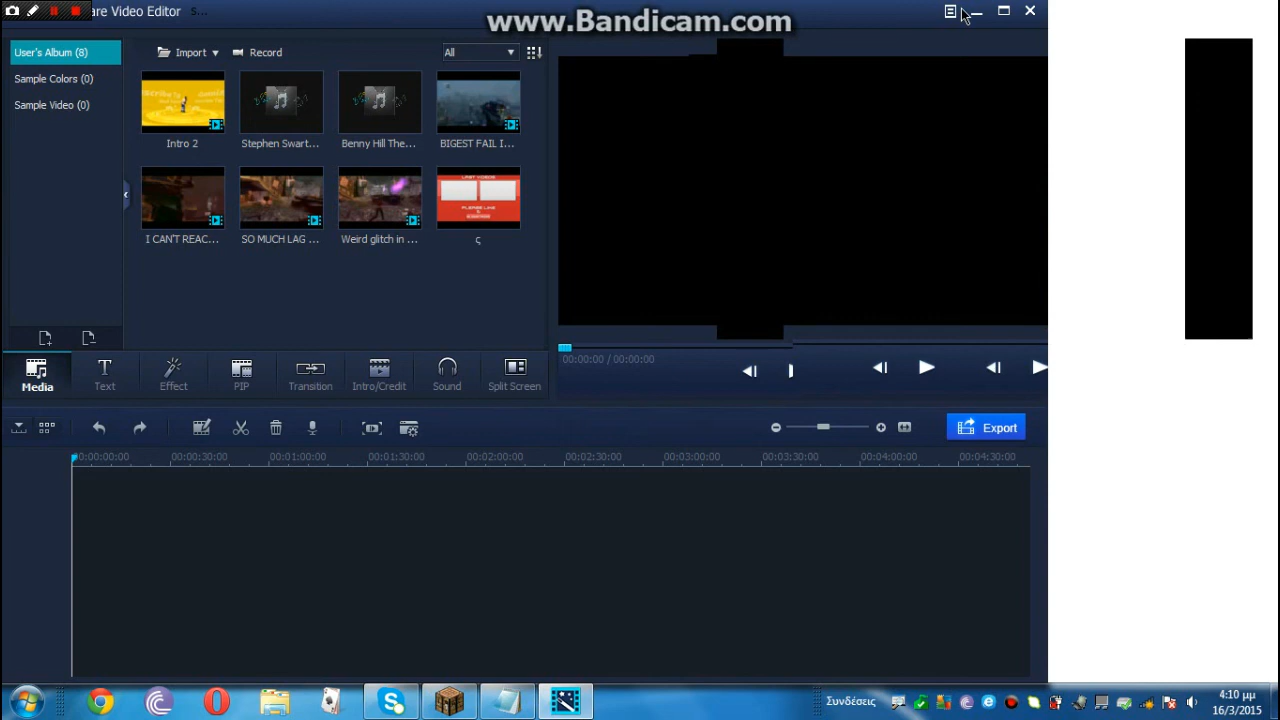 are Video Editor S...
www.Bandicam.com
User's Album (8)
Sample Colors (0)
Sample Video (0)
Import
Record
All
Intro 2
Stephen Swart...
Benny Hill The...
BIGEST FAIL I...
LAST VIDEOS
PLEASE LIKE
I CAN'T REAC...
SO MUCH LAG ...
Weird glitch in ...
ς
00:00:00 / 00:00:00
Media
Text
Effect
PIP
Transition
Intro/Credit
Sound
Split Screen
Export
00:00:00:00 00:00:30:00 00:01:00:00 00:01:30:00 00:02:00:00 00:02:30:00 00:03:00:00 00:03:30:00 00:04:00:00 00:04:30:00
Συνδέσεις
4:10 μμ
16/3/2015